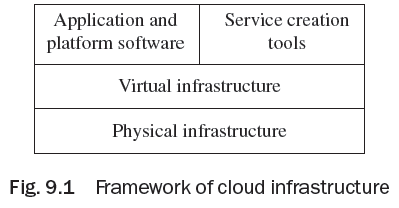 Application and
platform software
Service creation
tools
Virtual infrastructure
Physical infrastructure
Fig. 9.1 Framework of cloud infrastructure